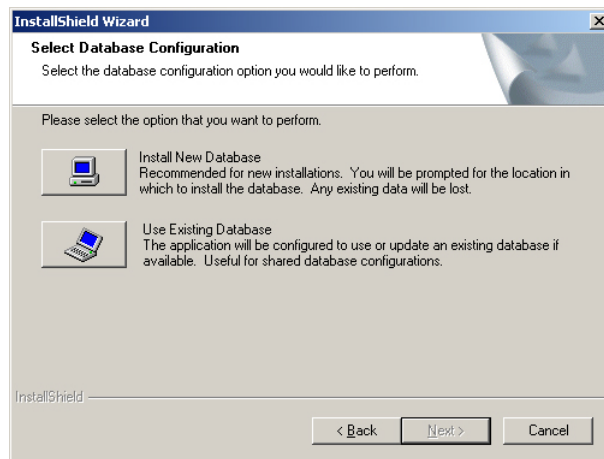 InstallShield Wizard
Select Database Configuration
Select the database configuration option you would like to perform.
Please select the option that you want to perform.
Install New Database
Recommended for new installations. You will be prompted for the location in
which to install the database. Any existing data will be lost.
Use Existing Database
The application will be configured to use or update an existing database if
available. Useful for shared database configurations.
InstallShield
< Back Next > Cancel